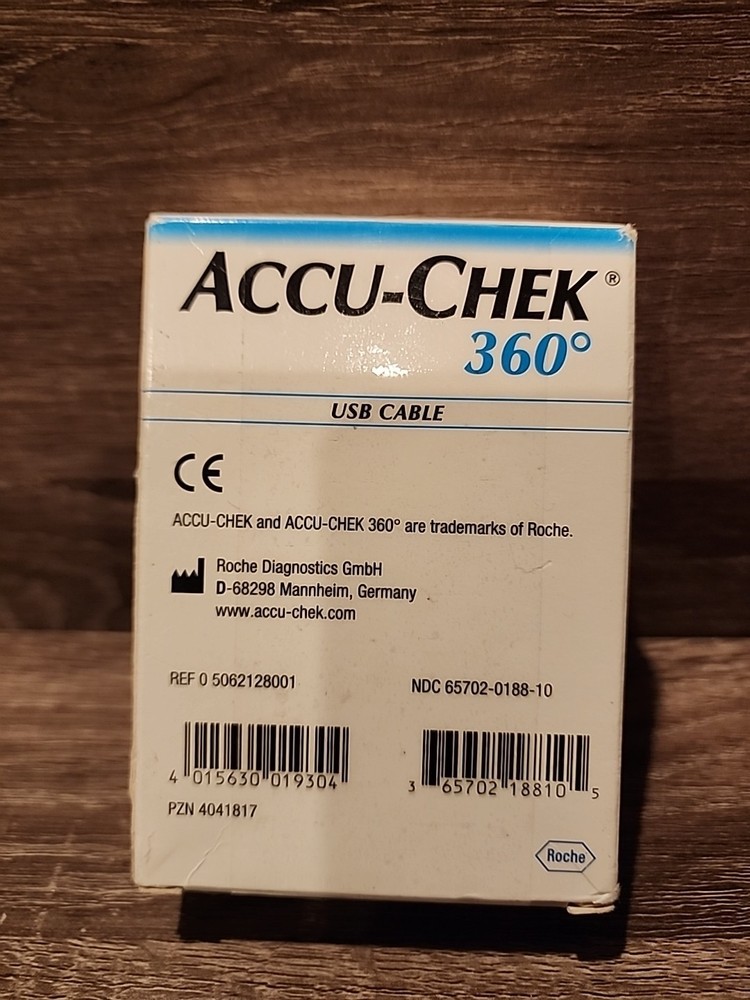 ACCU-CHEK®
360°
USB CABLE
CE
ACCU-CHEK and ACCU-CHEK 360° are trademarks of Roche.
Roche Diagnostics GmbH
D-68298 Mannheim, Germany
www.accu-chek.com
REF 0 5062128001
NDC 65702-0188-10
4 015630 019304
3 65702 18810 5
PZN 4041817
Roche